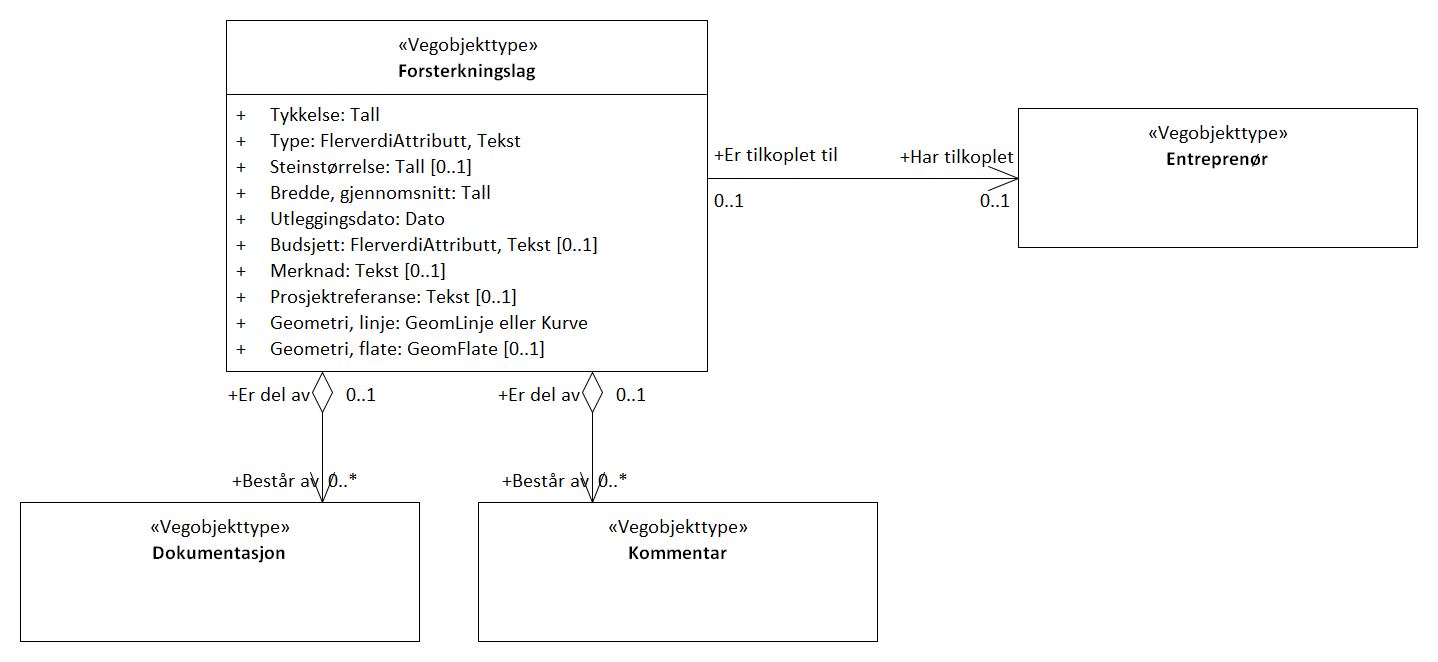 «Vegobjekttype»
Forsterkningslag
+ Tykkelse: Tall
+ Type: FlerverdiAttributt, Tekst
+ Steinstørrelse: Tall [0..1]
+ Bredde, gjennomsnitt: Tall
+ Utleggingsdato: Dato
+ Budsjett: FlerverdiAttributt, Tekst [0..1]
+ Merknad: Tekst [0..1]
+ Prosjektreferanse: Tekst [0..1]
+ Geometri, linje: GeomLinje eller Kurve
+ Geometri, flate: GeomFlate [0..1]
+Er tilkoplet til
+Har tilkoplet
0..1
0..1
«Vegobjekttype»
Entreprenør
+Er del av
0..1
+Er del av
0..1
+Består av
0..*
+Består av
0..*
«Vegobjekttype»
Dokumentasjon
«Vegobjekttype»
Kommentar